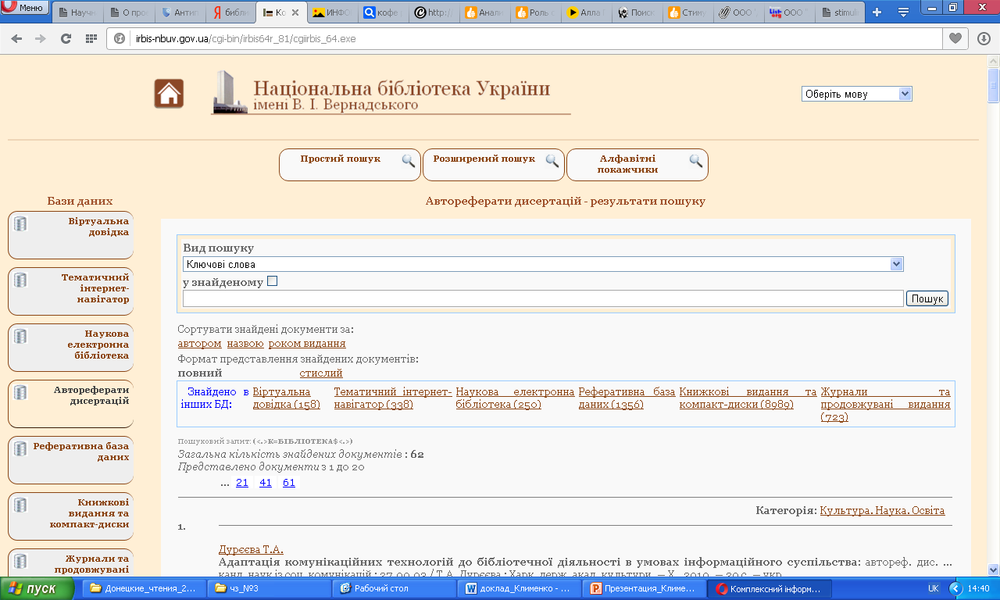 Меню
Научн
О прос
Антип
библи
Ко
ИНФО
кофе
http:/
Анали
Роль
Алла
Поиск
Стиму
ООО
ООО
stimuli
irbis-nbuv.gov.ua/cgi-bin/irbis64r_81/cgiirbis_64.exe
Національна бібліотека України
імені В. І. Вернадського
Оберіть мову
Простий пошук
Розширений пошук
Алфавітні
покажчики
Бази даних
Автореферати дисертацій - результати пошуку
Віртуальна
довідка
Тематичний
інтернет-
навігатор
Наукова
електронна
бібліотека
Автореферати
дисертацій
Реферативна база
даних
Книжкові
видання та
компакт-диски
Журнали та
продовжувані
Вид пошуку
Ключові слова
у знайденому
Пошук
Сортувати знайдені документи за:
автором назвою роком видання
Формат представлення знайдених документів:
повний стислий
Знайдено в
інших БД:
Віртуальна
довідка (158)
Тематичний інтернет-
навігатор (338)
Наукова електронна
бібліотека (250)
Реферативна база
даних (1356)
Книжкові видання та
компакт-диски (8989)
Журнали та
продовжувані видання
(723)
Пошуковий запит: (<.>K=БІБЛІОТЕКА$<.>)
Загальна кількість знайдених документів : 62
Представлено документи з 1 до 20
... 21 41 61
Категорія: Культура. Наука. Освіта
1.
Дурєєва Т.А.
Адаптація комунікаційних технологій до бібліотечної діяльності в умовах інформаційного суспільства: автореф. дис. ...
канд. наук із соц. комунікацій : 27.00.03 / Т.А. Дурєєва ; Харк. держ. акад. культури. — Х., 2010. — 20 с. — укр.
пуск
Донецкие_чтения_2...
чз_№3
Рабочий стол
доклад_Клименко - ...
Презентация_Климе...
Комплексний інформ...
UK
14:40